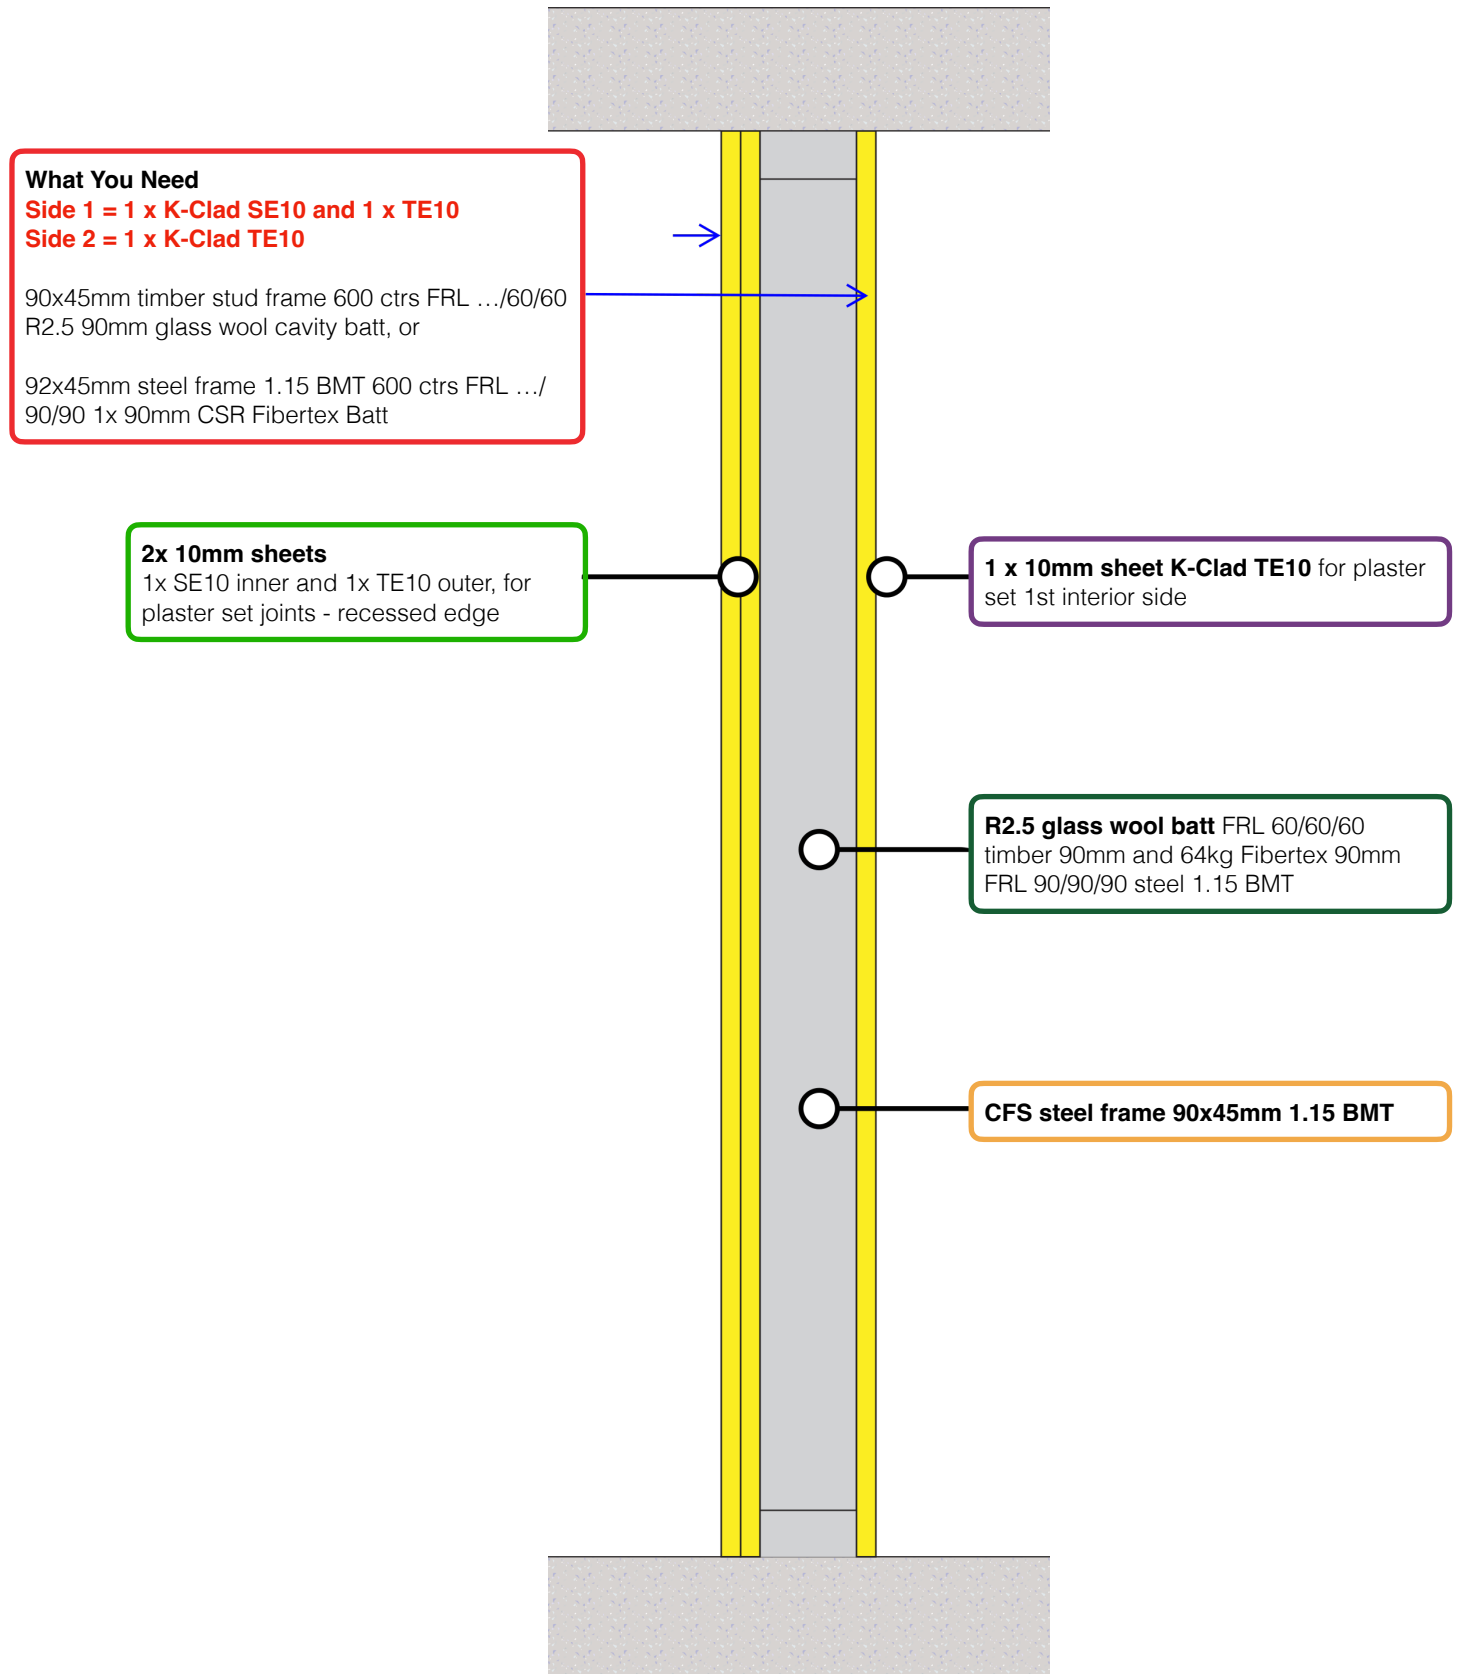 What You Need
Side 1 = 1 x K-Clad SE10 and 1 x TE10
Side 2 = 1 x K-Clad TE10
90x45mm timber stud frame 600 ctrs FRL …/60/60
R2.5 90mm glass wool cavity batt, or
92x45mm steel frame 1.15 BMT 600 ctrs FRL …/
90/90 1x 90mm CSR Fibertex Batt
2x 10mm sheets
1x SE10 inner and 1x TE10 outer, for
plaster set joints - recessed edge
1 x 10mm sheet K-Clad TE10 for plaster
set 1st interior side
R2.5 glass wool batt FRL 60/60/60
timber 90mm and 64kg Fibertex 90mm
FRL 90/90/90 steel 1.15 BMT
CFS steel frame 90x45mm 1.15 BMT